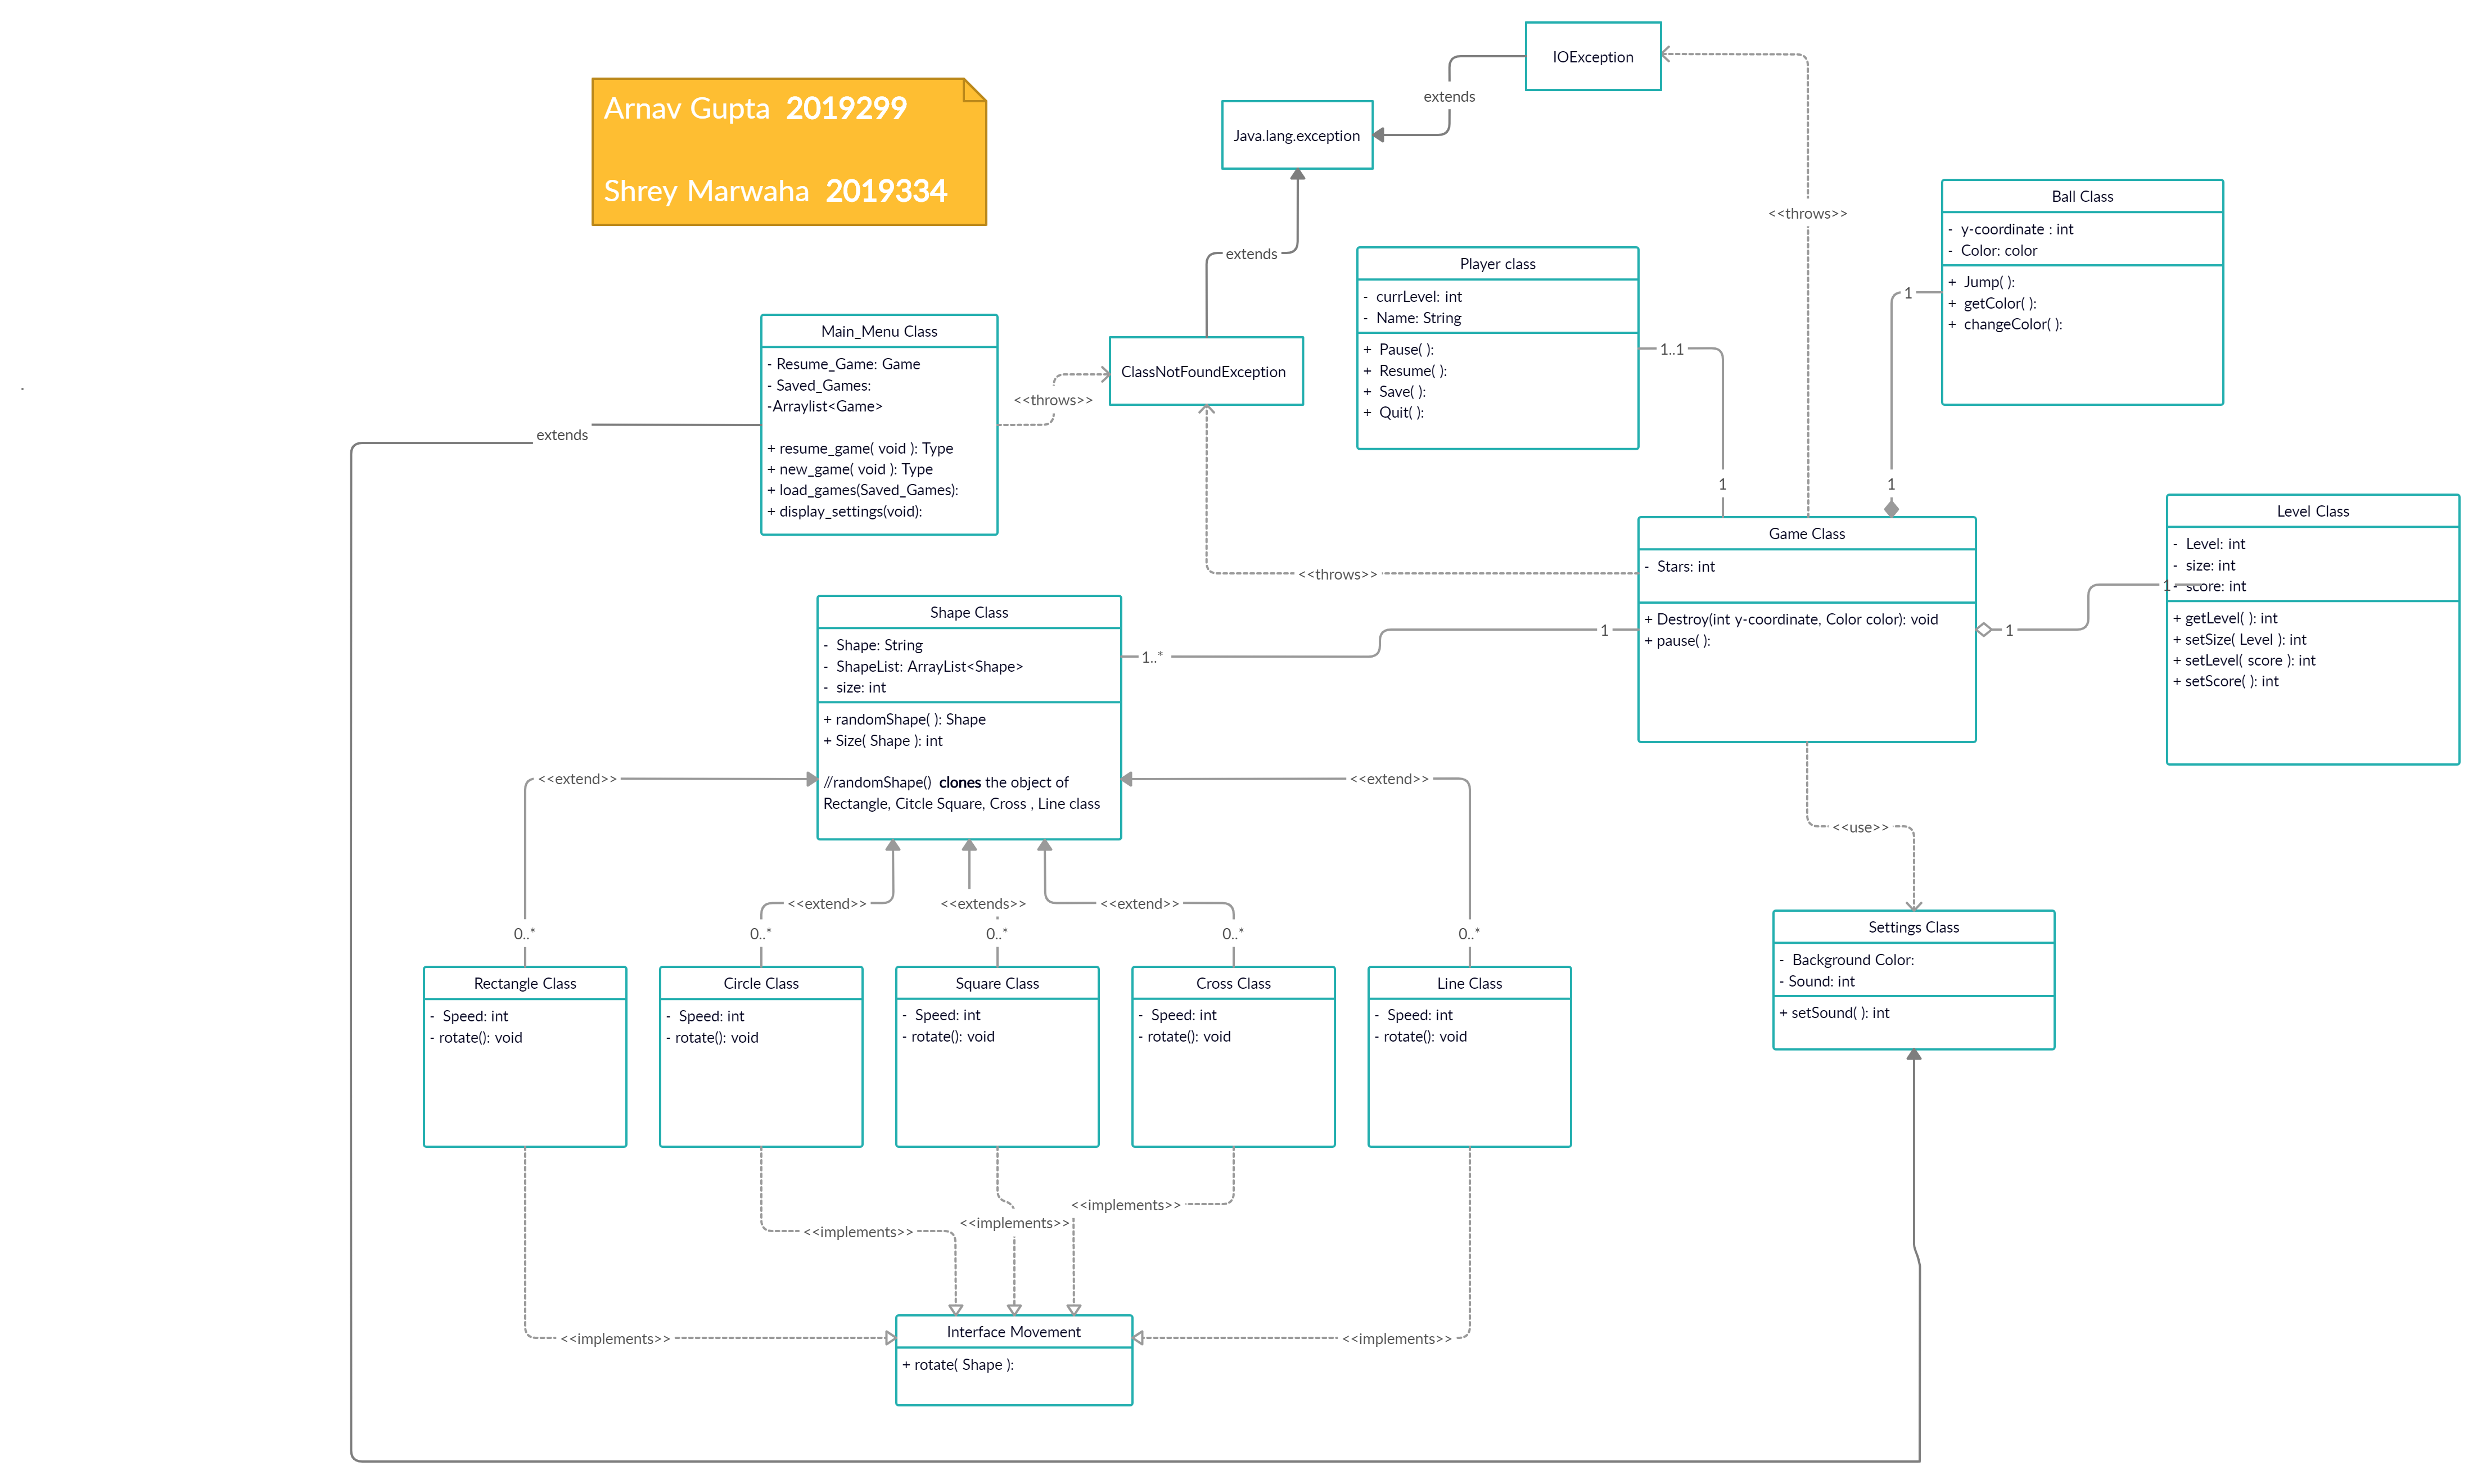 IOException
extends
Java.lang.exception
Arnav Gupta 2019299
Shrey Marwaha 2019334
<<throws>>
extends
Ball Class
- y-coordinate : int
- Color: color
+ Jump( ):
+ getColor( ):
+ changeColor( ):
1
1
Player class
- currLevel: int
- Name: String
+ Pause( ):
+ Resume( ):
+ Save( ):
+ Quit( ):
1..1
1
Main_Menu Class
- Resume_Game: Game
- Saved_Games:
-Arraylist<Game>
+ resume_game( void ): Type
+ new_game( void ): Type
+ load_games(Saved_Games):
+ display_settings(void):
<<throws>>
ClassNotFoundException
extends
<<throws>>
Game Class
- Stars: int
+ Destroy(int y-coordinate, Color color): void
+ pause( ):
Level Class
- Level: int
- size: int
- score: int
+ getLevel( ): int
+ setSize( Level ): int
+ setLevel( score ): int
+ setScore( ): int
1
1
Shape Class
- Shape: String
- ShapeList: ArrayList<Shape>
- size: int
+ randomShape( ): Shape
+ Size( Shape ): int
//randomShape() clones the object of
Rectangle, Citcle Square, Cross , Line class
1..*
1
<<extend>>
<<extend>>
<<use>>
<<extend>>
<<extends>>
<<extend>>
0..*
0..*
0..*
0..*
0..*
Rectangle Class
- Speed: int
- rotate(): void
Circle Class
- Speed: int
- rotate(): void
Square Class
- Speed: int
- rotate(): void
Cross Class
- Speed: int
- rotate(): void
Line Class
- Speed: int
- rotate(): void
Settings Class
- Background Color:
- Sound: int
+ setSound( ): int
<<implements>>
<<implements>>
<<implements>>
<<implements>>
<<implements>>
Interface Movement
+ rotate( Shape ):